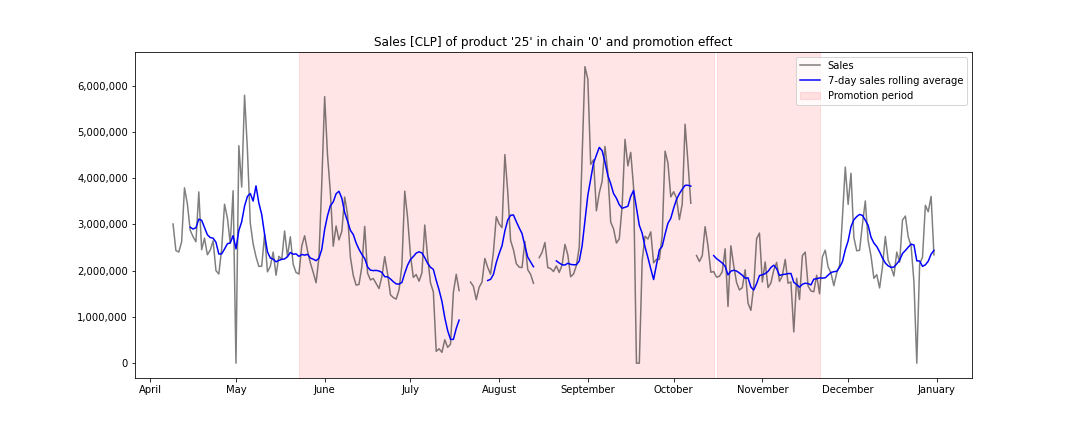 Sales [CLP] of product '25' in chain '0' and promotion effect
Sales
7-day sales rolling average
Promotion period
6,000,000
5,000,000
4,000,000
3,000,000
2,000,000
1,000,000
0
April May June July August September October November December January